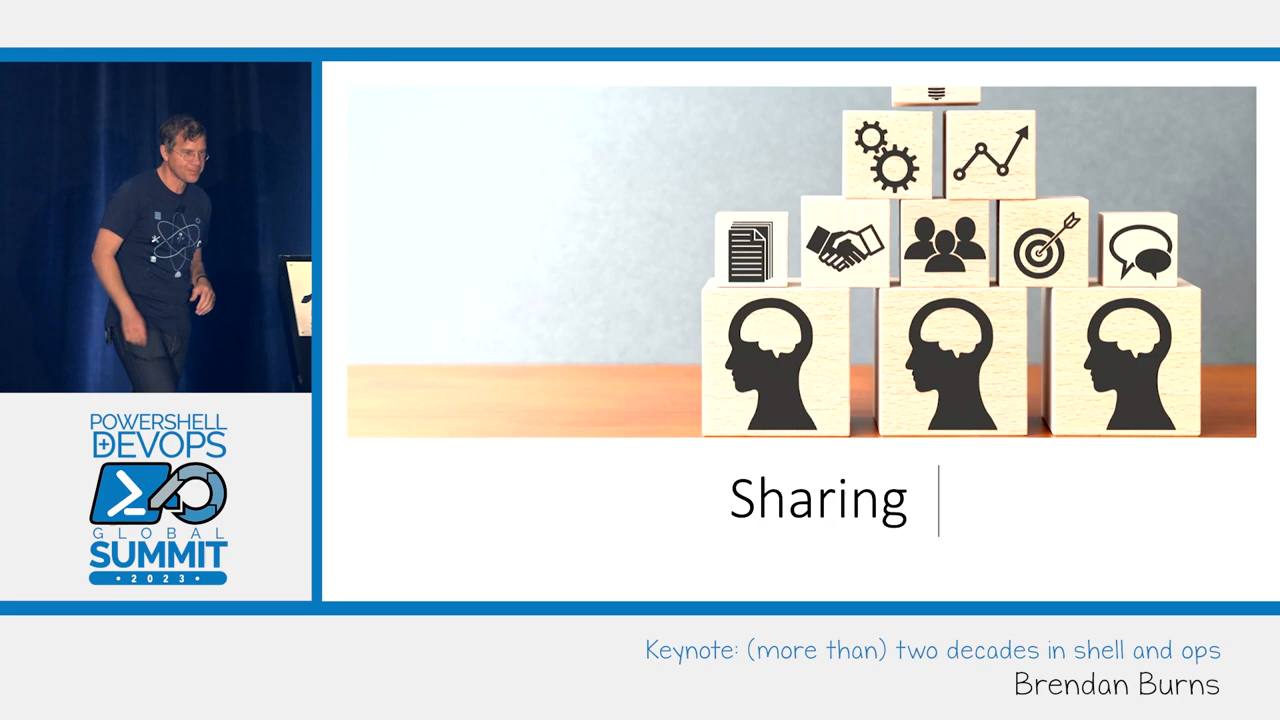 POWERSHELL
+DEVOPS
GLOBAL
SUMMIT
• 2023 •
Sharing
Keynote: (more than) two decades in shell and ops
Brendan Burns